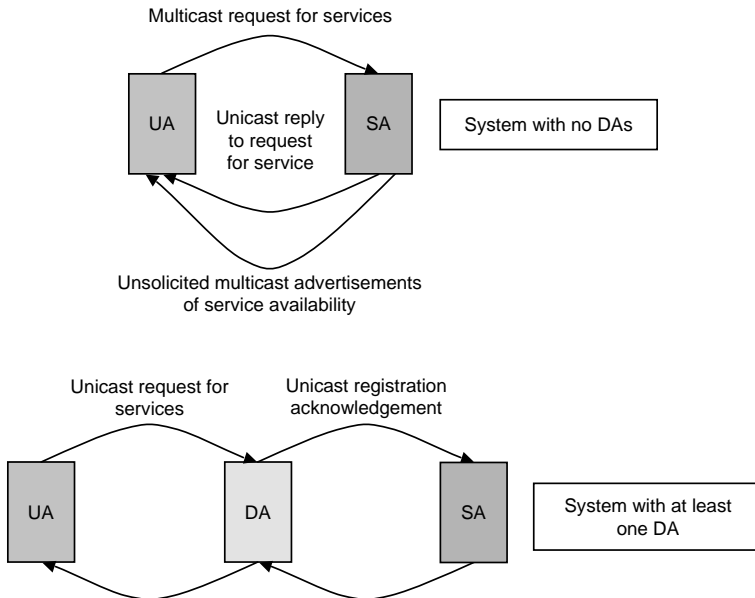 Multicast request for services
UA
Unicast reply
to request
for service
SA
System with no DAs
Unsolicited multicast advertisements
of service availability
Unicast request for
services
Unicast registration
acknowledgement
UA
DA
SA
System with at least
one DA